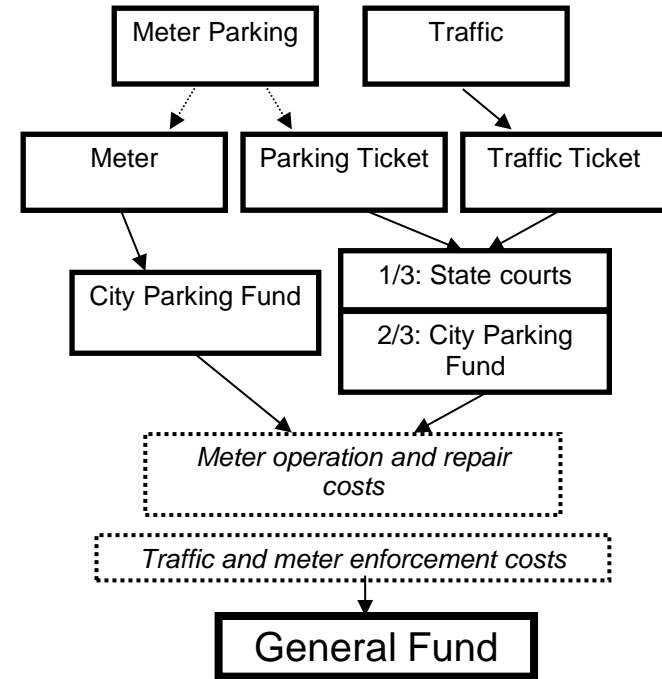 Meter Parking
Traffic
Meter
Parking Ticket
Traffic Ticket
City Parking Fund
1/3: State courts
2/3: City Parking
Fund
Meter operation and repair
costs
Traffic and meter enforcement costs
General Fund